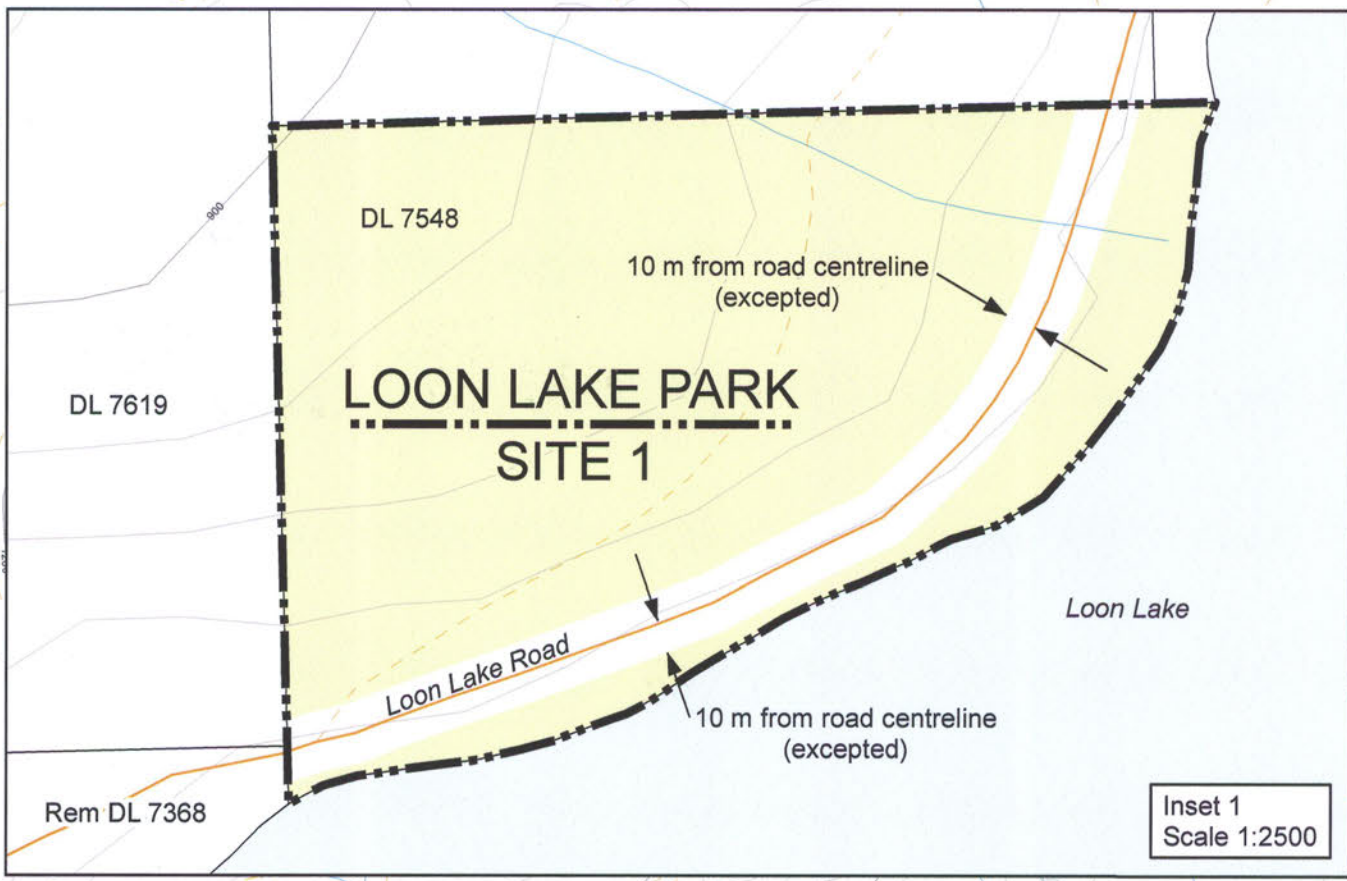 900
DL 7548
10 m from road centreline
(excepted)
DL 7619
LOON LAKE PARK
SITE 1
Loon Lake
Loon Lake Road
10 m from road centreline
(excepted)
Rem DL 7368
Inset 1
Scale 1:2500